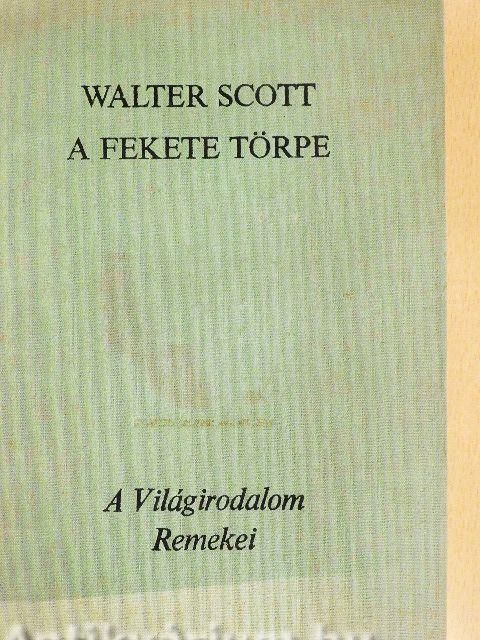 WALTER SCOTT
A FEKETE TÖRPE
A Világirodalom
Remekei